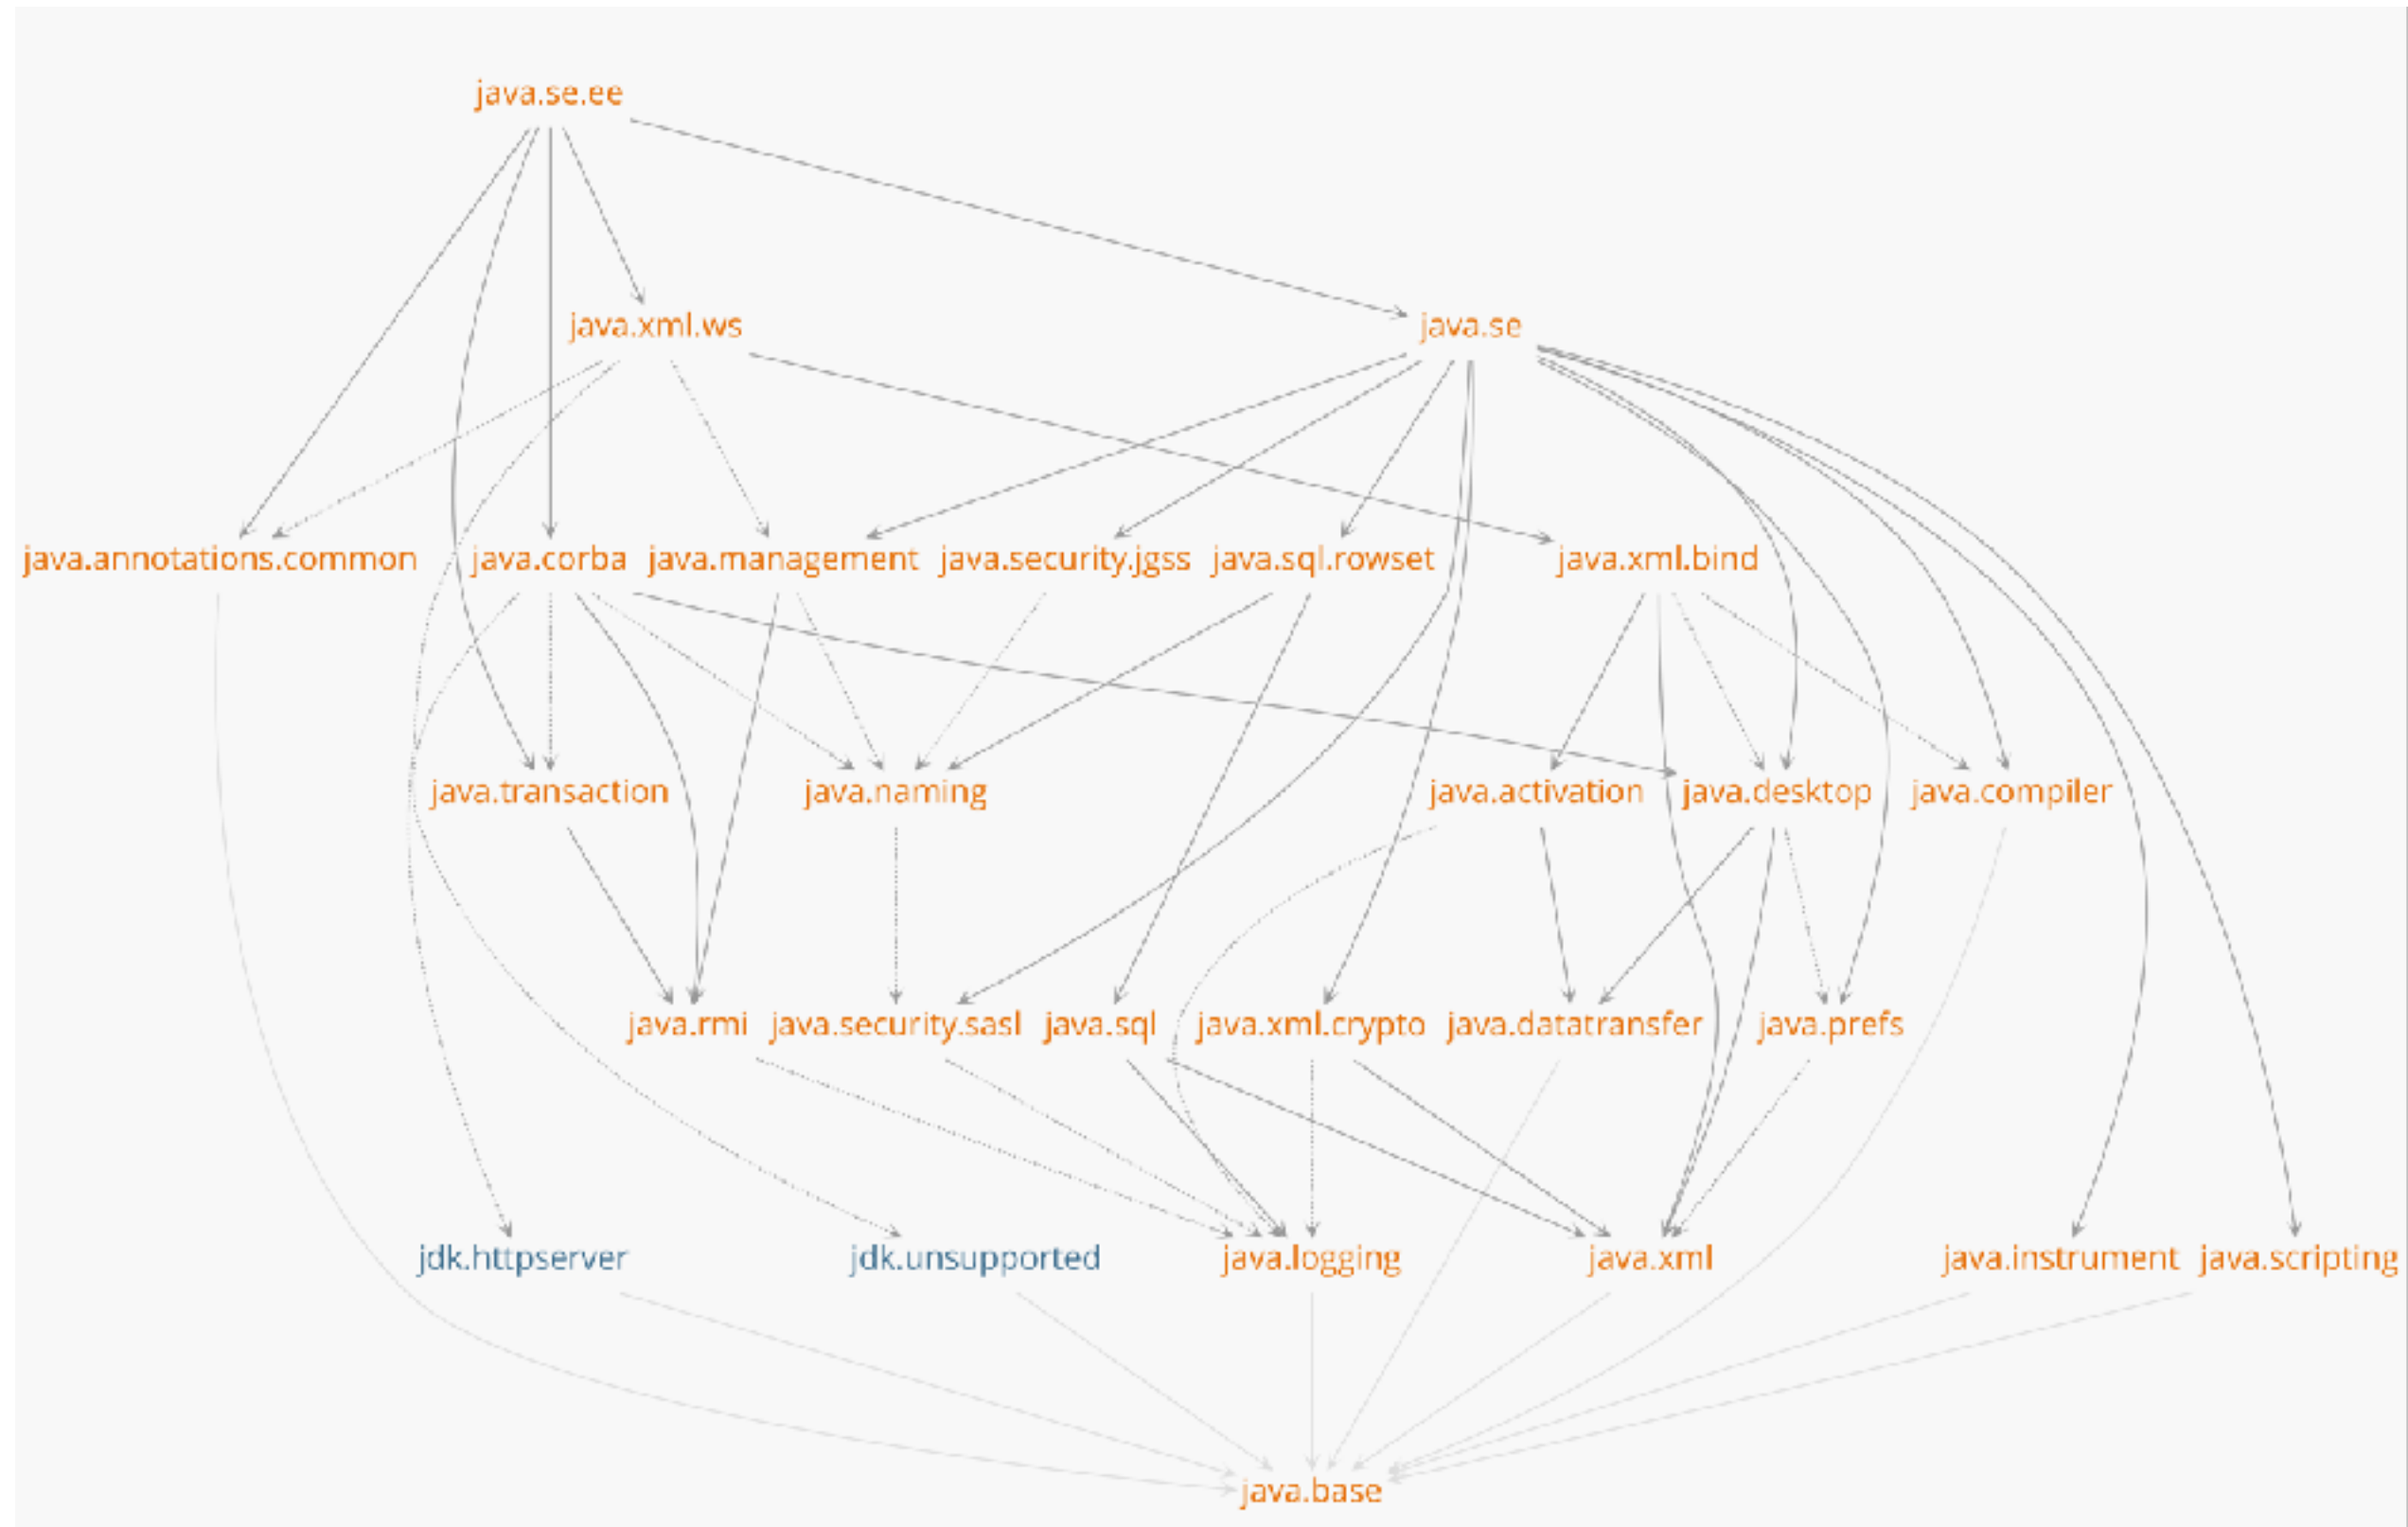 java.se.ee
java.xml.ws java.se
java.annotations.common java.corba java.management java.security.jgss java.sql.rowset java.xml.bind
java.transaction java.naming java.activation java.desktop java.compiler
java.rmi java.security.sasl java.sql java.xml.crypto java.datatransfer java.prefs
jdk.httpserver jdk.unsupported java.logging java.xml java.instrument java.scripting
java.base